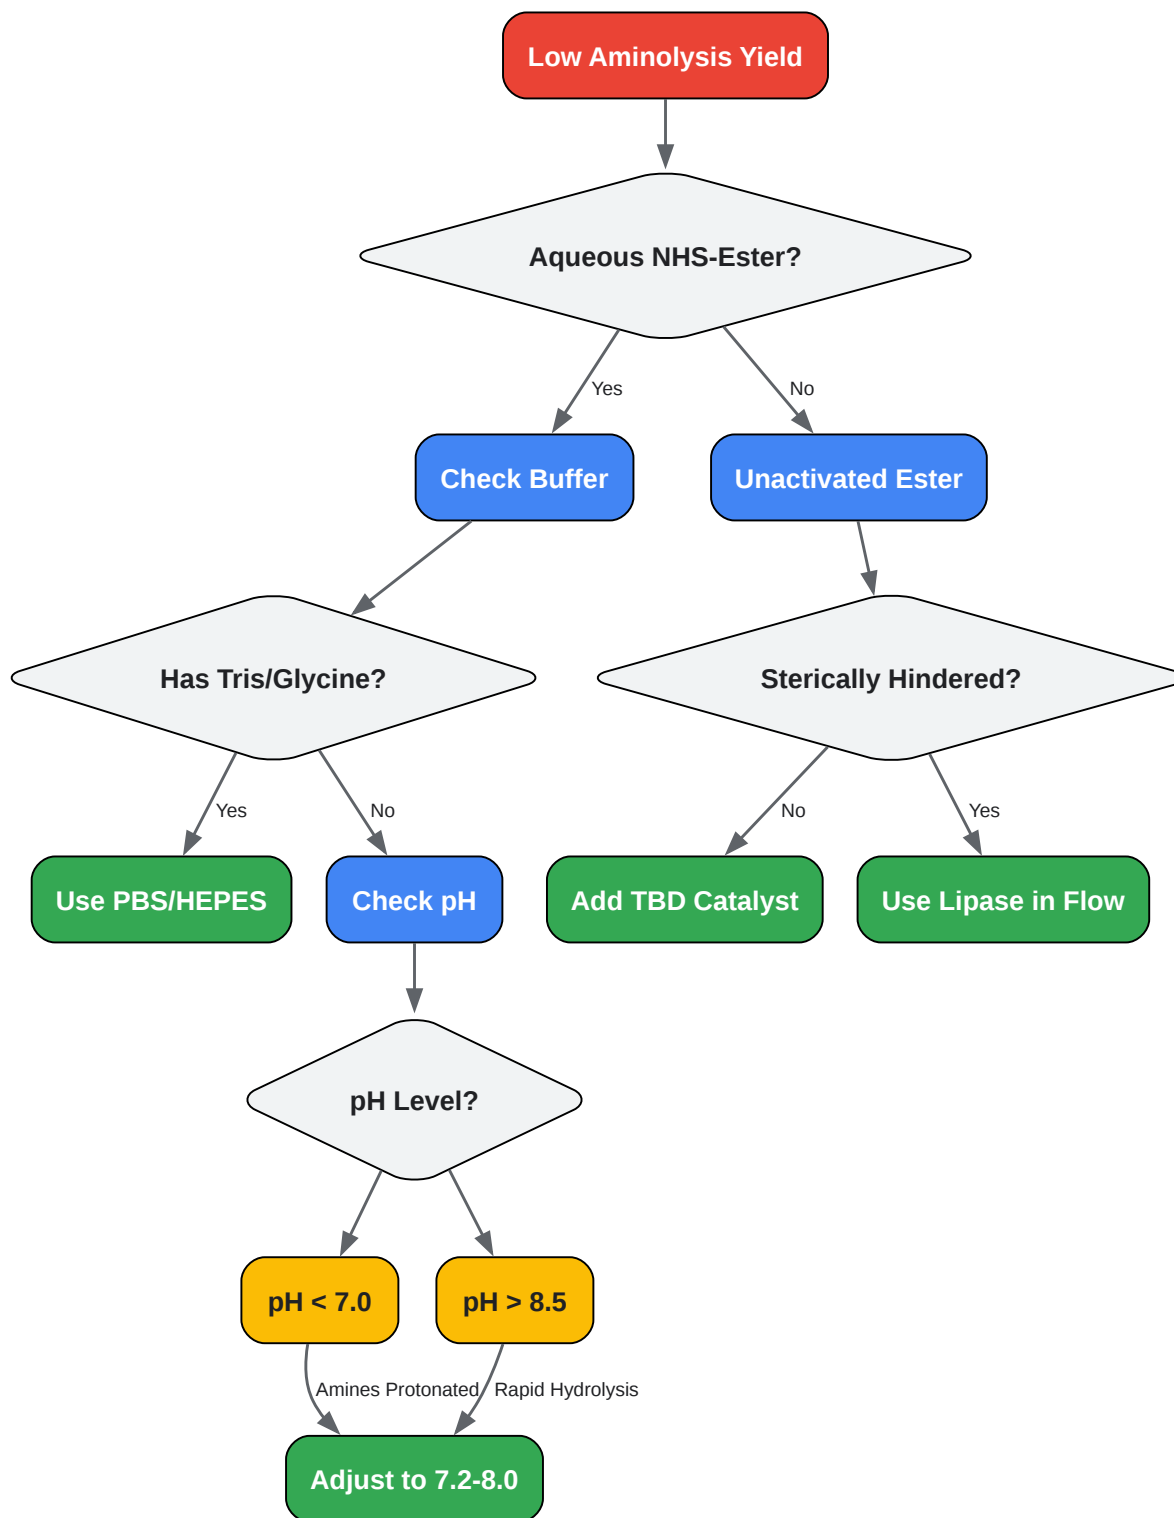 Low Aminolysis Yield
Aqueous NHS-Ester?
Yes
No
Check Buffer
Unactivated Ester
Has Tris/Glycine?
Sterically Hindered?
Yes
No
No
Yes
Use PBS/HEPES
Check pH
Add TBD Catalyst
Use Lipase in Flow
pH Level?
pH < 7.0
pH > 8.5
Amines Protonated
Rapid Hydrolysis
Adjust to 7.2-8.0